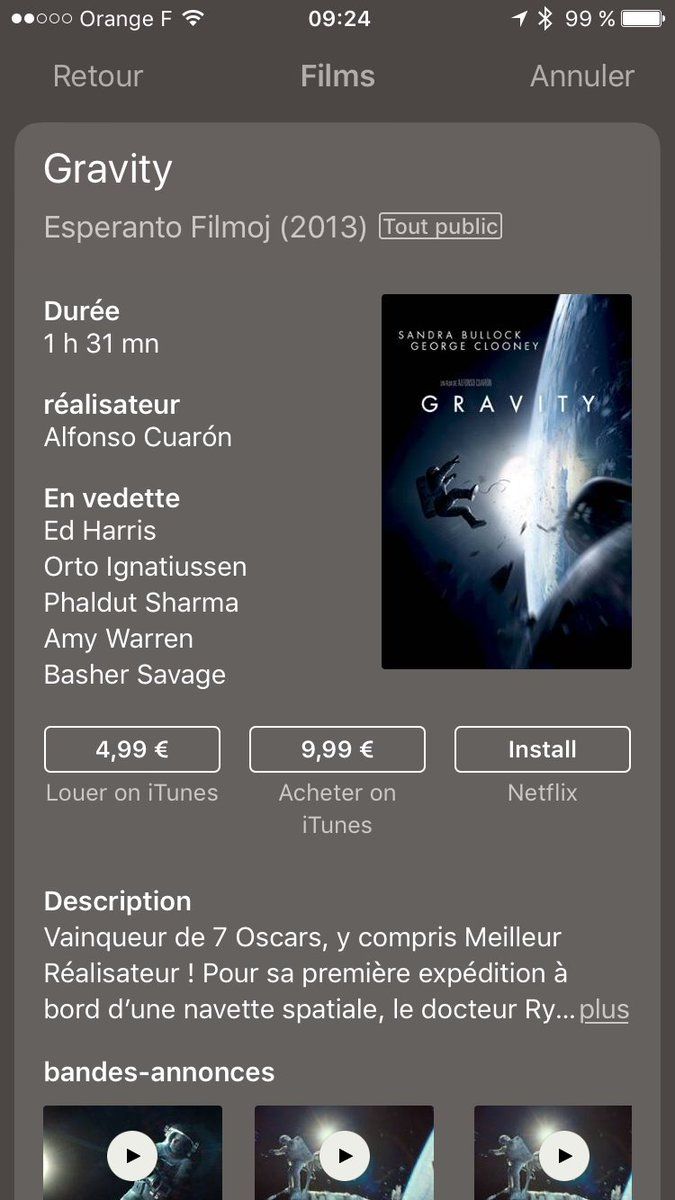 Orange F 09:24 99 %
Retour Films Annuler
Gravity
Esperanto Filmoj (2013) Tout public
Durée
1 h 31 mn
réalisateur
Alfonso Cuarón
En vedette
Ed Harris
Orto Ignatiussen
Phaldut Sharma
Amy Warren
Basher Savage
SANDRA BULLOCK
GEORGE CLOONEY
UN FILM DE ALFONSO CUARÓN
GRAVITY
4,99 € 9,99 € Install
Louer on iTunes Acheter on Netflix
iTunes
Description
Vainqueur de 7 Oscars, y compris Meilleur
Réalisateur ! Pour sa première expédition à
bord d’une navette spatiale, le docteur Ry... plus
bandes-annonces